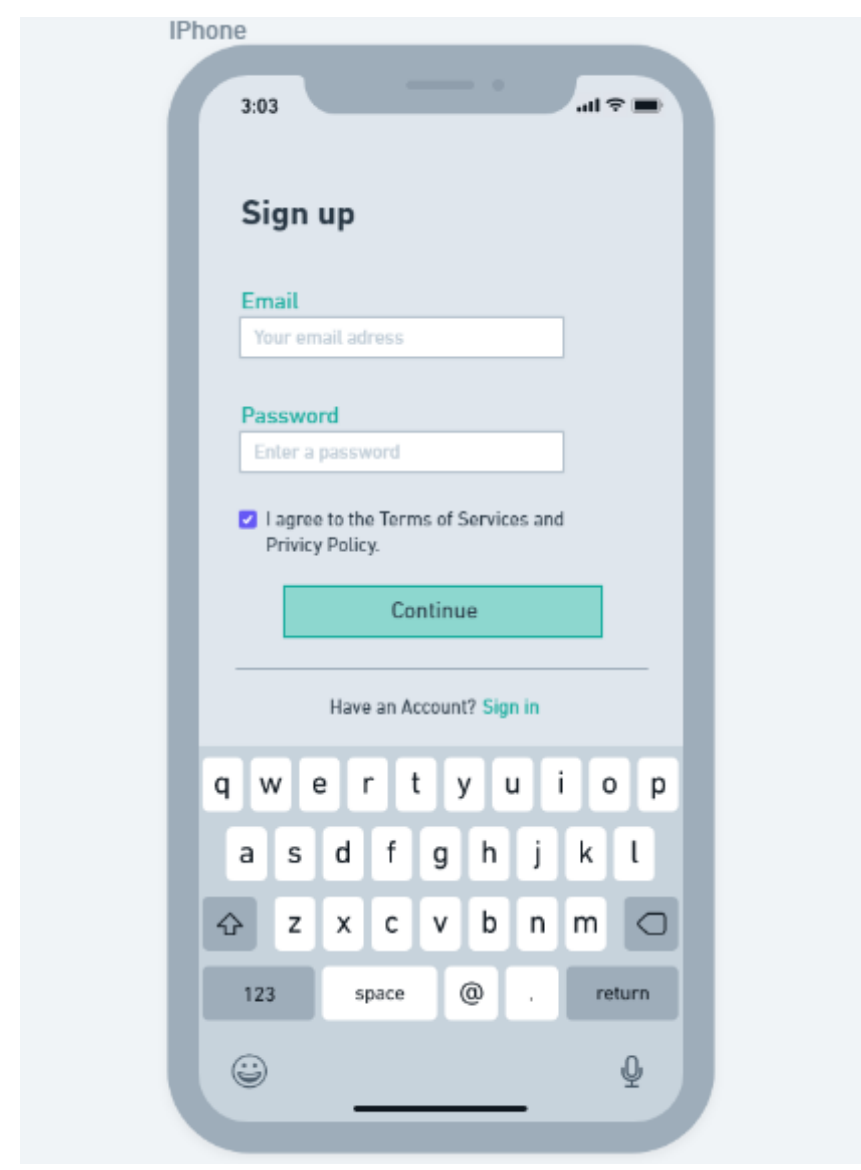 IPhone
3:03
Sign up
Email
Your email adress
Password
Enter a password
I agree to the Terms of Services and
Privicy Policy.
Continue
Have an Account? Sign in
q w e r t y u i o p
a s d f g h j k l
z x c v b n m
123 space @ . return